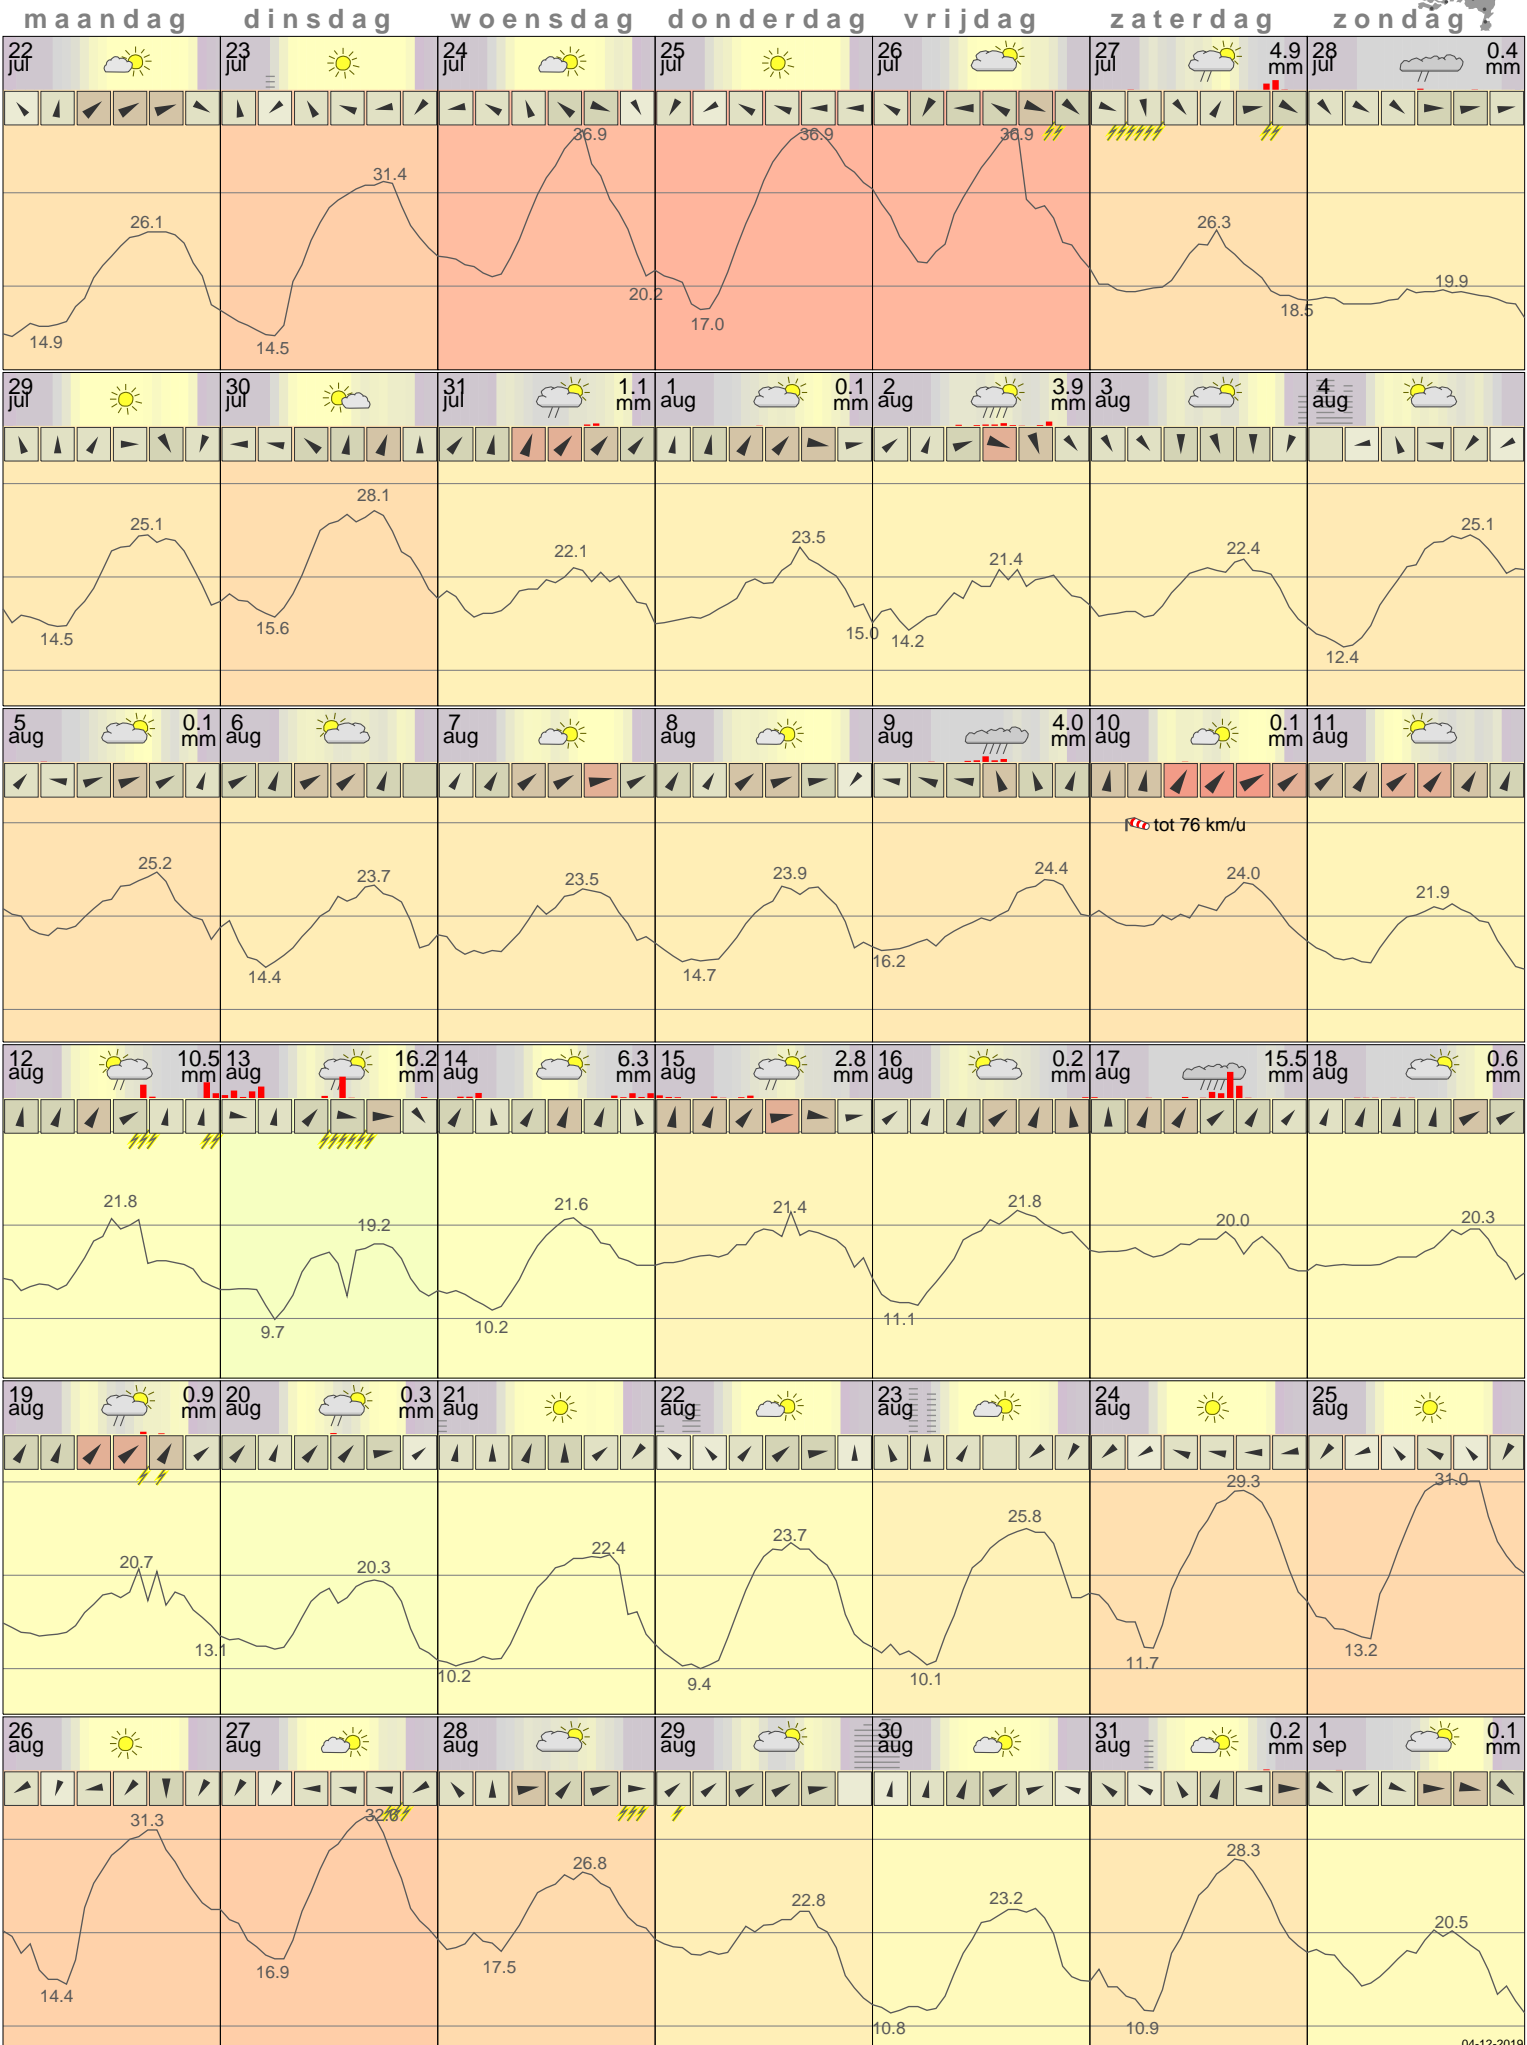 maandag dinsdag woensdag donderdag vrijdag zaterdag zondag
22 23 24 25 26 27 4.9 28 0.4
jul jul jul jul jul mm jul mm
36.9 36.9 36.9
31.4
26.1 26.3
20.2 19.9
14.9 14.5 17.0 18.5
29 30 31 1.1 1 0.1 2 3.9 3 4
jul jul jul mm aug mm aug mm aug aug
28.1
25.1 22.1 23.5 21.4 22.4 25.1
14.5 15.6 15.0 14.2 12.4
5 0.1 6 7 8 9 4.0 10 0.1 11
aug mm aug aug aug aug mm aug mm aug
tot 76 km/u
25.2 23.7 23.5 23.9 24.4 24.0 21.9
14.4 14.7 16.2
12 10.5 13 16.2 14 6.3 15 2.8 16 0.2 17 15.5 18 0.6
aug mm aug mm aug mm aug mm aug mm aug mm aug mm
21.8 19.2 21.6 21.4 21.8 20.0 20.3
9.7 10.2 11.1
19 0.9 20 0.3 21 22 23 24 25
aug mm aug mm aug aug aug aug aug
29.3 31.0
20.7 20.3 22.4 23.7 25.8
13.1 10.2 9.4 10.1 11.7 13.2
26 27 28 29 30 31 0.2 1 0.1
aug aug aug aug aug aug mm sep mm
31.3 32.6
26.8 22.8 23.2 28.3 20.5
14.4 16.9 17.5 10.8 10.9
04-12-2019